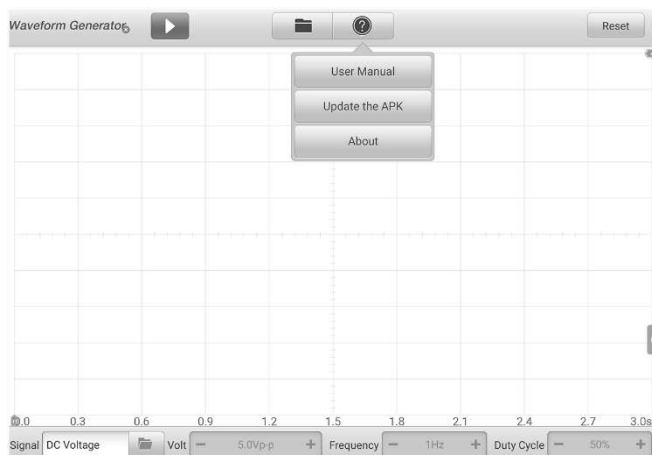 Waveform Generator
Reset
User Manual
Update the APK
About
0.0 0.3 0.6 0.9 1.2 1.5 1.8 2.1 2.4 2.7 3.0s
Signal DC Voltage Volt − 5.0Vp-p + Frequency − 1Hz + Duty Cycle − 50% +